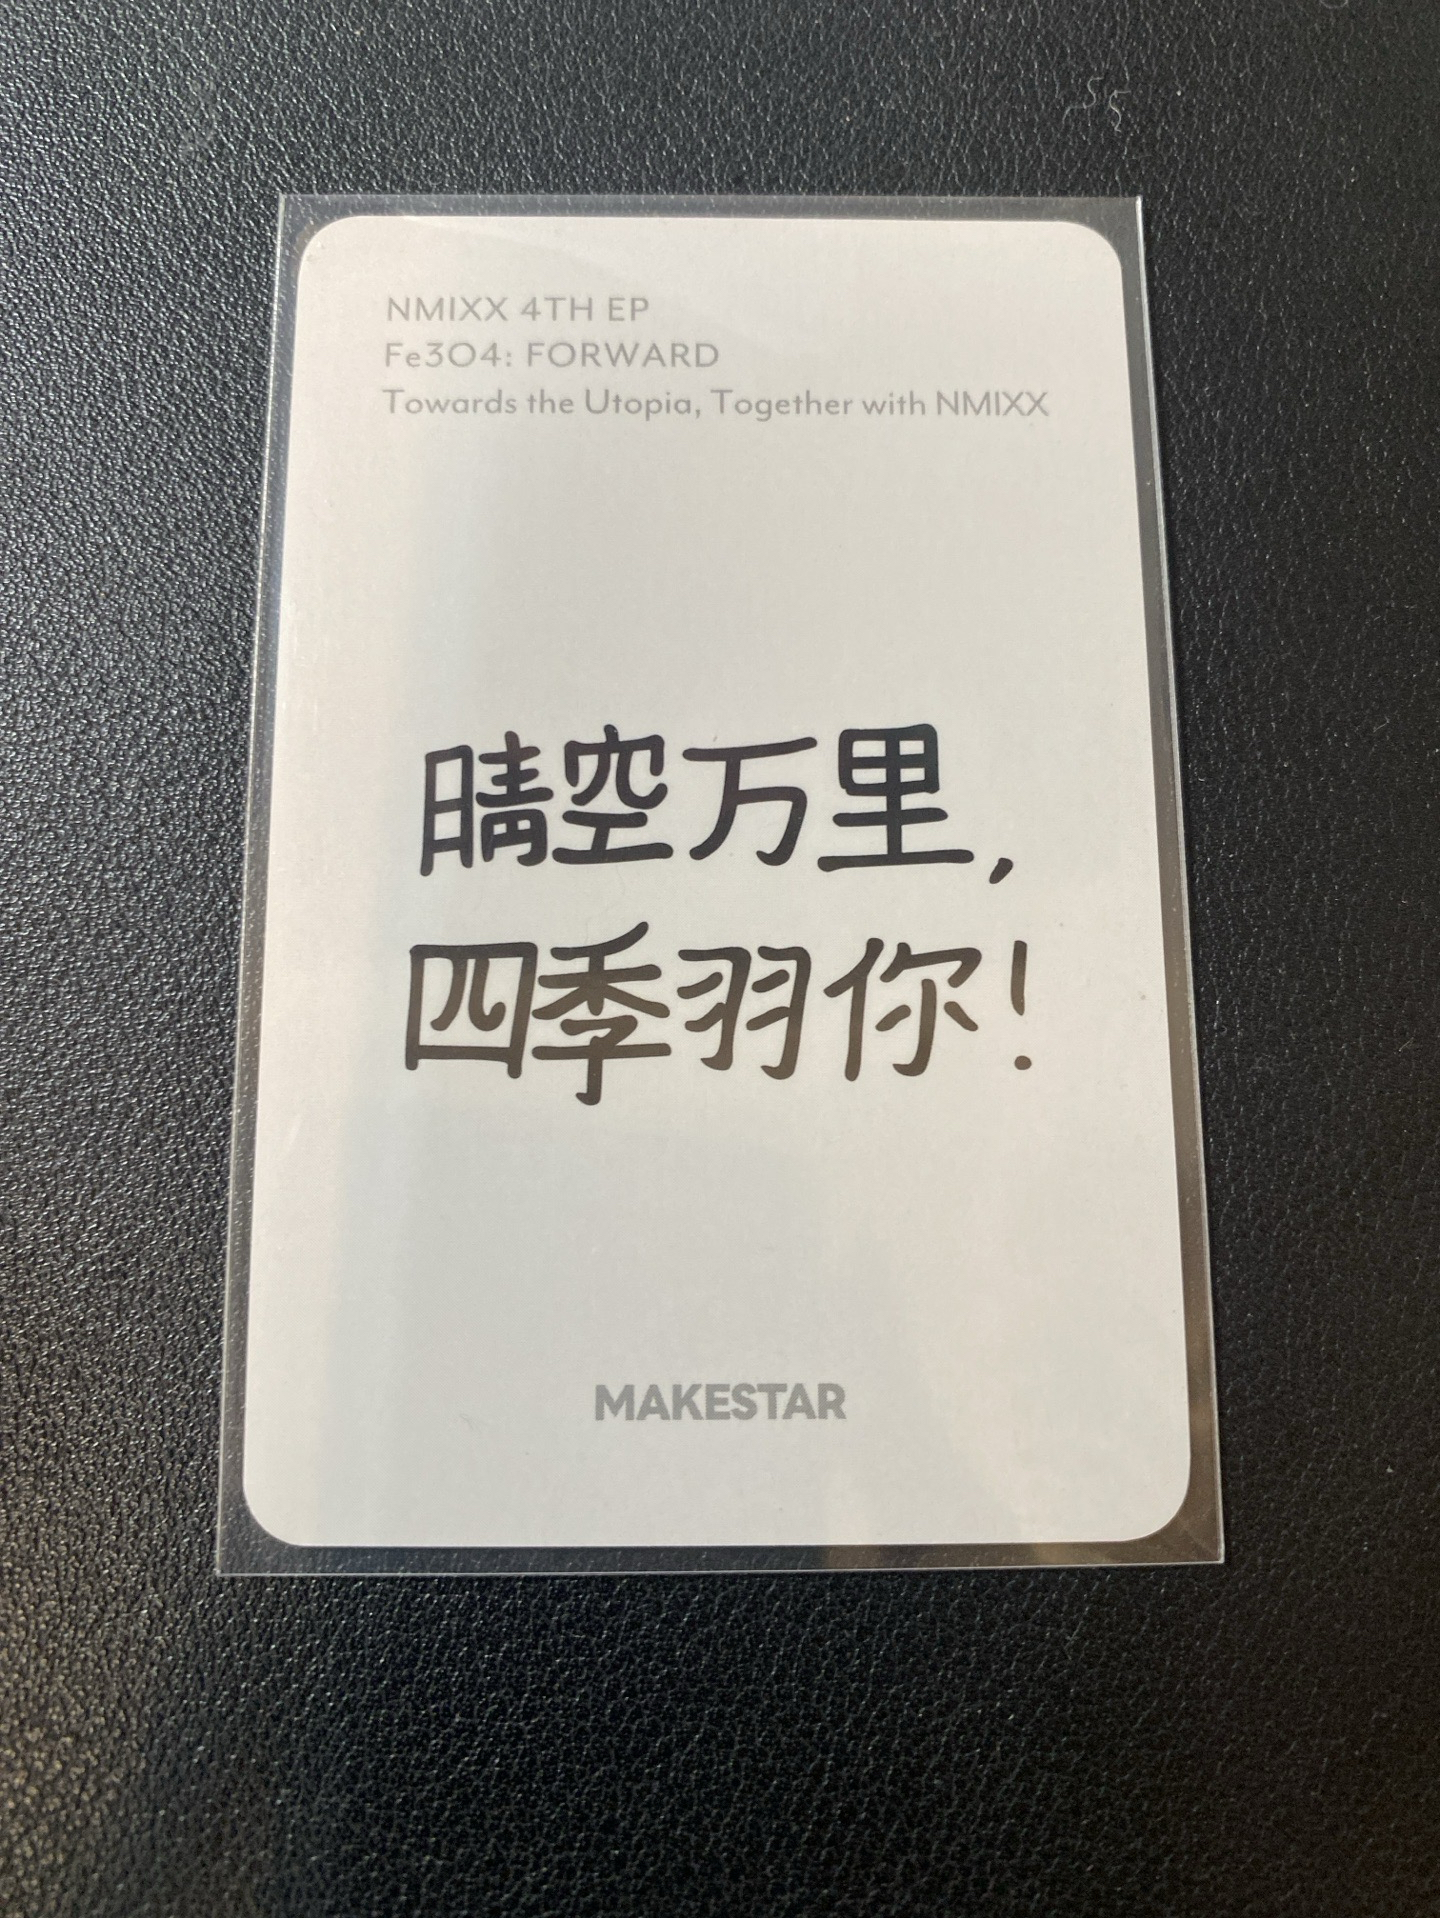 NMIXX 4TH EP
Fe3O4: FORWARD
Towards the Utopia, Together with NMIXX
晴空万里,
四季羽你!
MAKESTAR